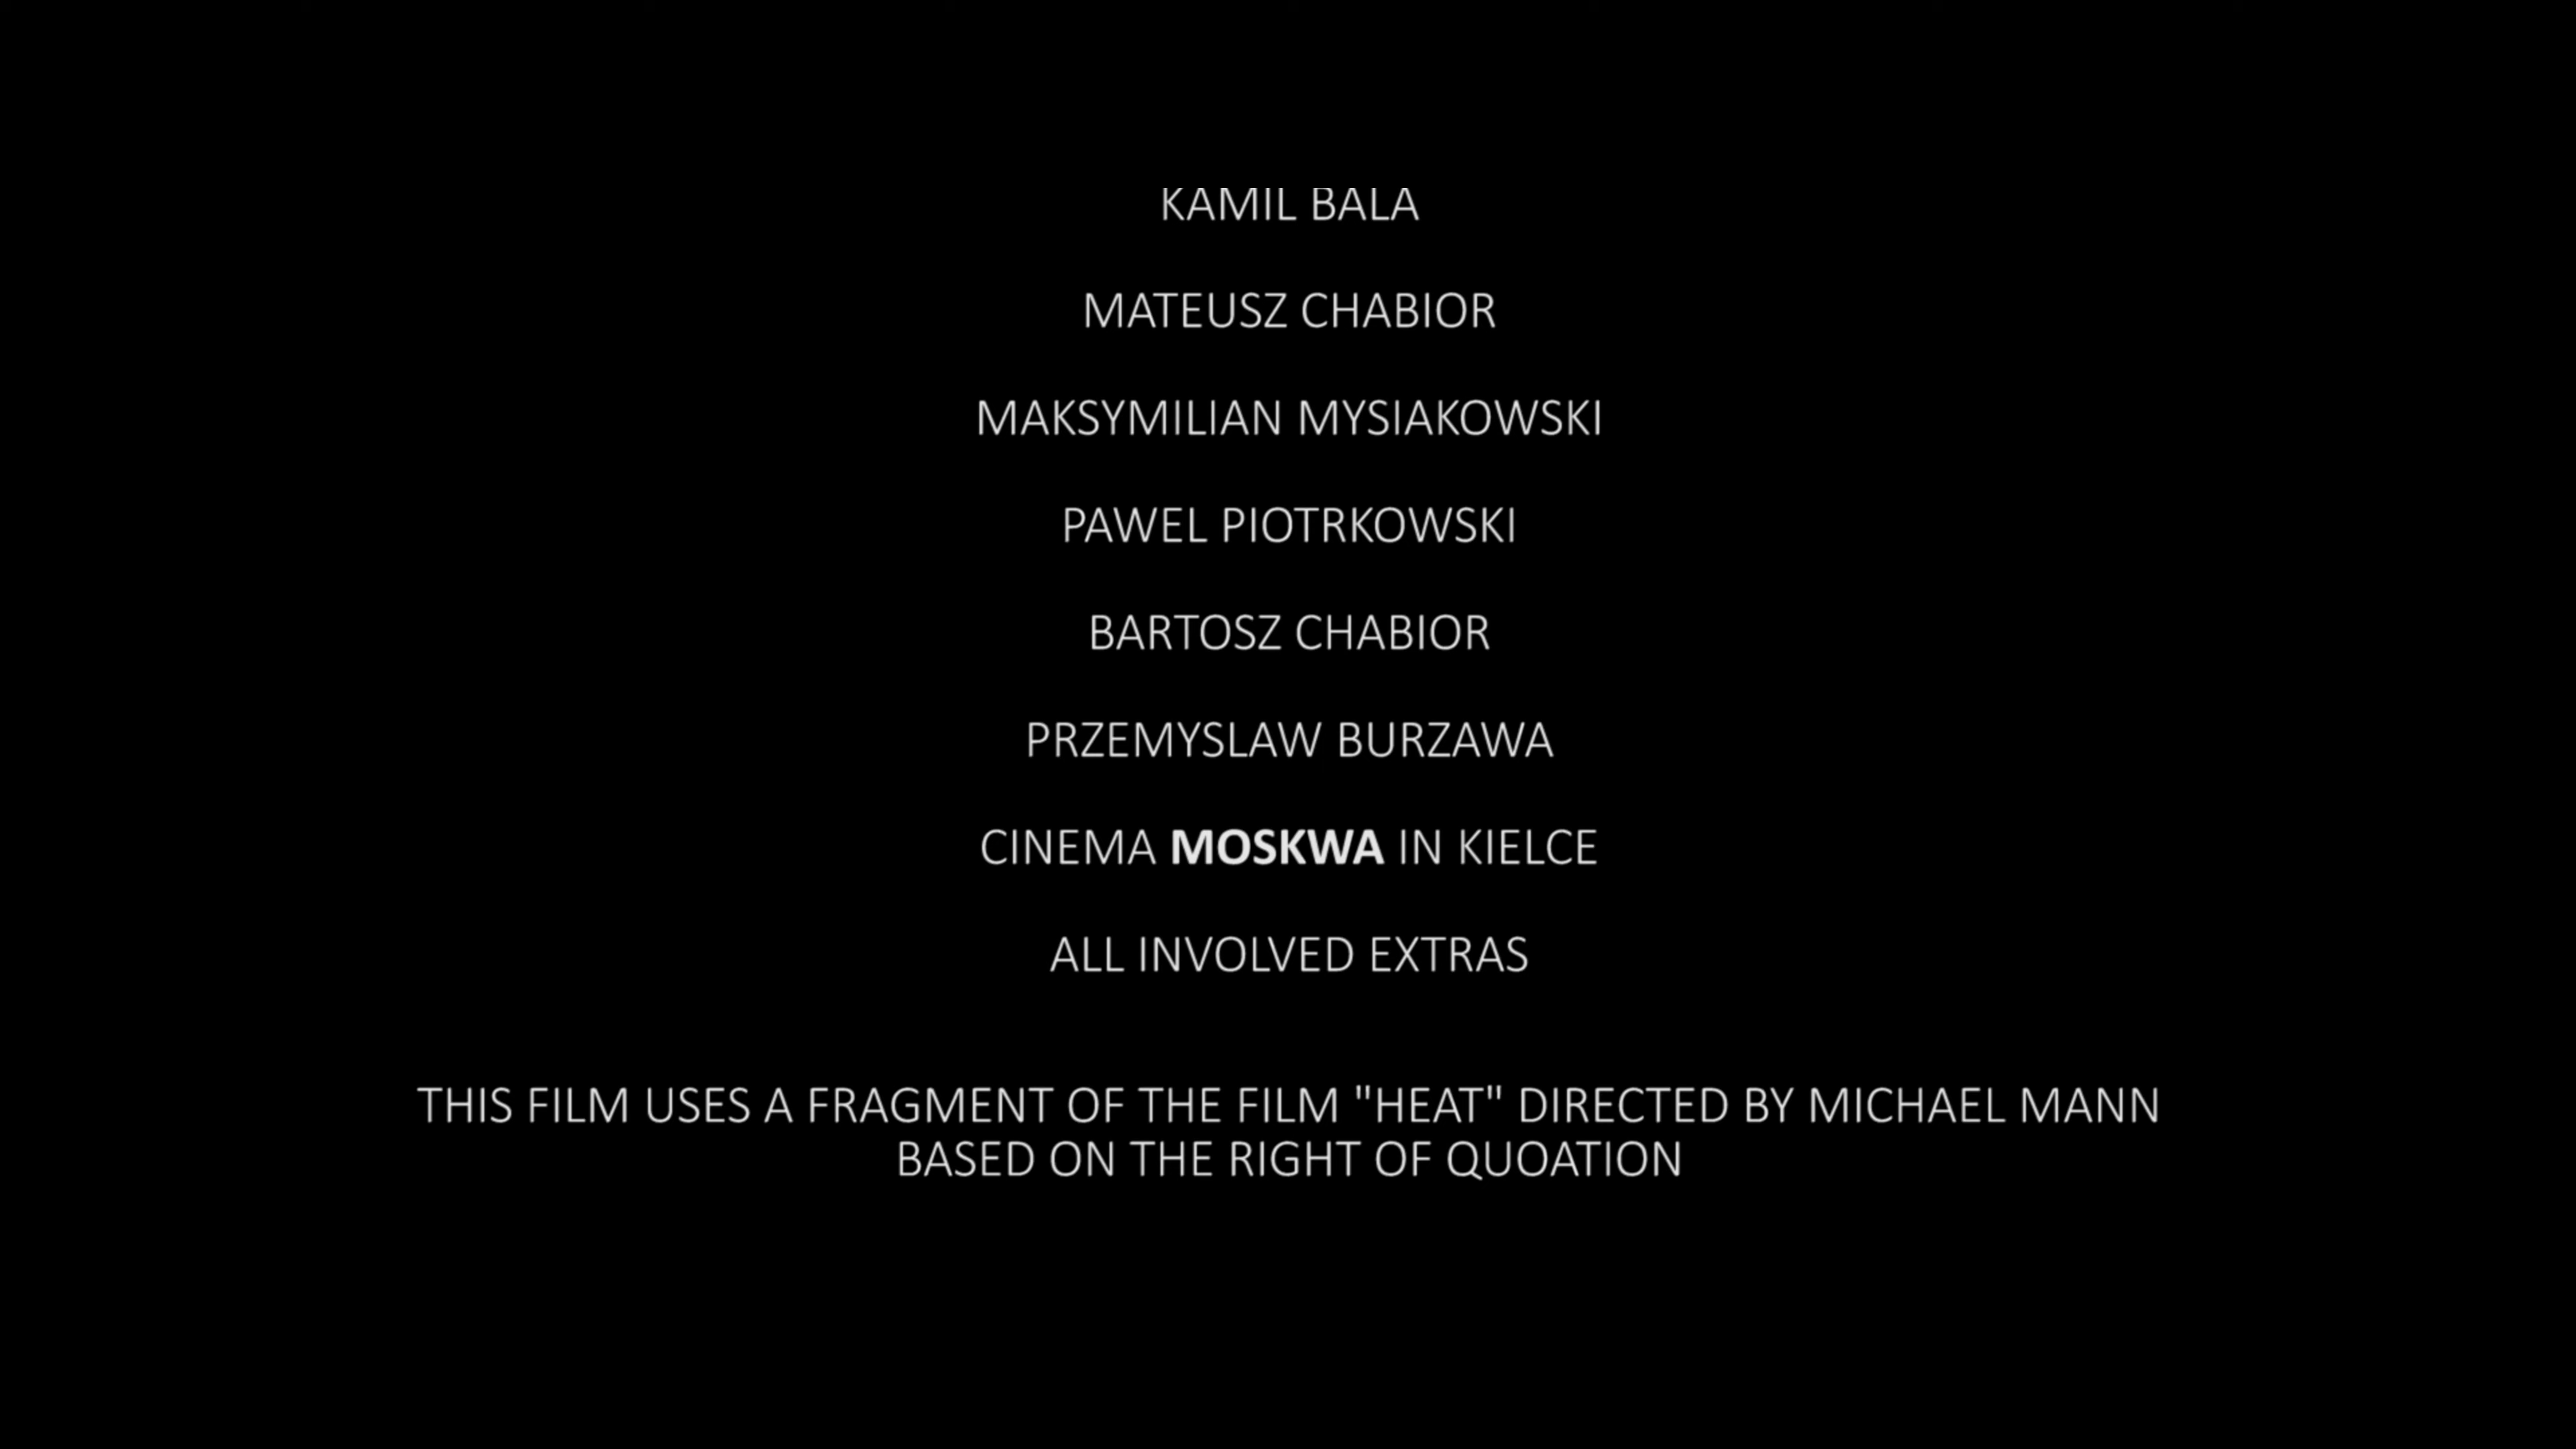 KAMIL BALA
MATEUSZ CHABIOR
MAKSYMILIAN MYSIAKOWSKI
PAWEL PIOTRKOWSKI
BARTOSZ CHABIOR
PRZEMYSLAW BURZAWA
CINEMA MOSKWA IN KIELCE
ALL INVOLVED EXTRAS
THIS FILM USES A FRAGMENT OF THE FILM "HEAT" DIRECTED BY MICHAEL MANN
BASED ON THE RIGHT OF QUOATION